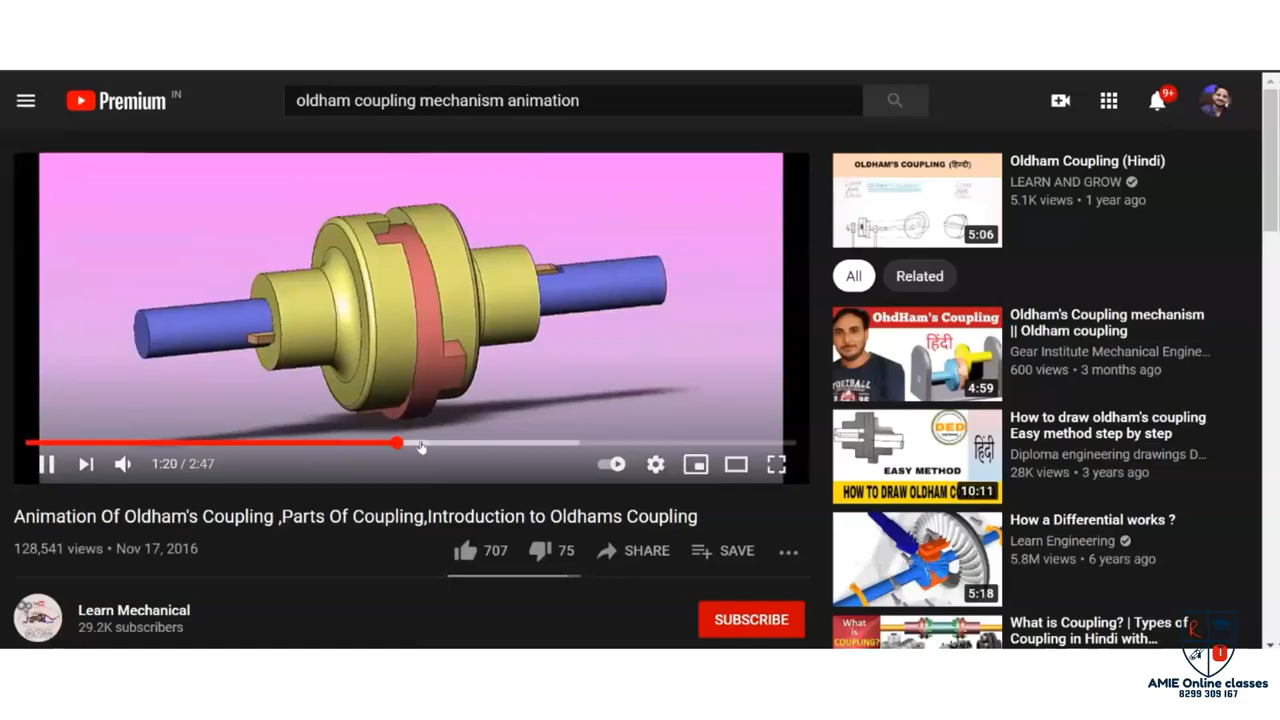 Premium IN
oldham coupling mechanism animation
9+
1:20 / 2:47
Animation Of Oldham's Coupling ,Parts Of Coupling,Introduction to Oldhams Coupling
128,541 views • Nov 17, 2016
707
75
SHARE
SAVE
Learn Mechanical
29.2K subscribers
SUBSCRIBE
OLDHAM'S COUPLING (हिन्दी)
5:06
Oldham Coupling (Hindi)
LEARN AND GROW
5.1K views • 1 year ago
All
Related
OhdHam's Coupling
हिंदी
FOOTBALL
4:59
Oldham's Coupling mechanism
|| Oldham coupling
Gear Institute Mechanical Engine...
600 views • 3 months ago
DED
हिंदी
EASY METHOD
HOW TO DRAW OLDHAM C
10:11
How to draw oldham's coupling
Easy method step by step
Diploma engineering drawings D...
28K views • 3 years ago
5:18
How a Differential works ?
Learn Engineering
5.8M views • 6 years ago
What
is
COUPLING?
What is Coupling? | Types of
Coupling in Hindi with...
R
1
AMIE Online classes
8299 309 167